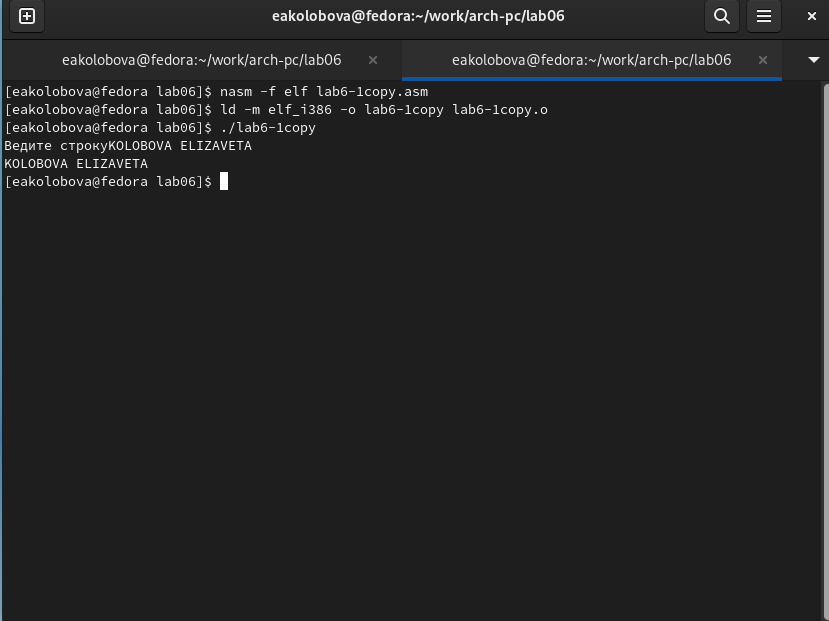 eakolobova@fedora:~/work/arch-pc/lab06
eakolobova@fedora:~/work/arch-pc/lab06
eakolobova@fedora:~/work/arch-pc/lab06
[eakolobova@fedora lab06]$ nasm -f elf lab6-1copy.asm
[eakolobova@fedora lab06]$ ld -m elf_i386 -o lab6-1copy lab6-1copy.o
[eakolobova@fedora lab06]$ ./lab6-1copy
Ведите строкуKOLOBOVA ELIZAVETA
KOLOBOVA ELIZAVETA
[eakolobova@fedora lab06]$